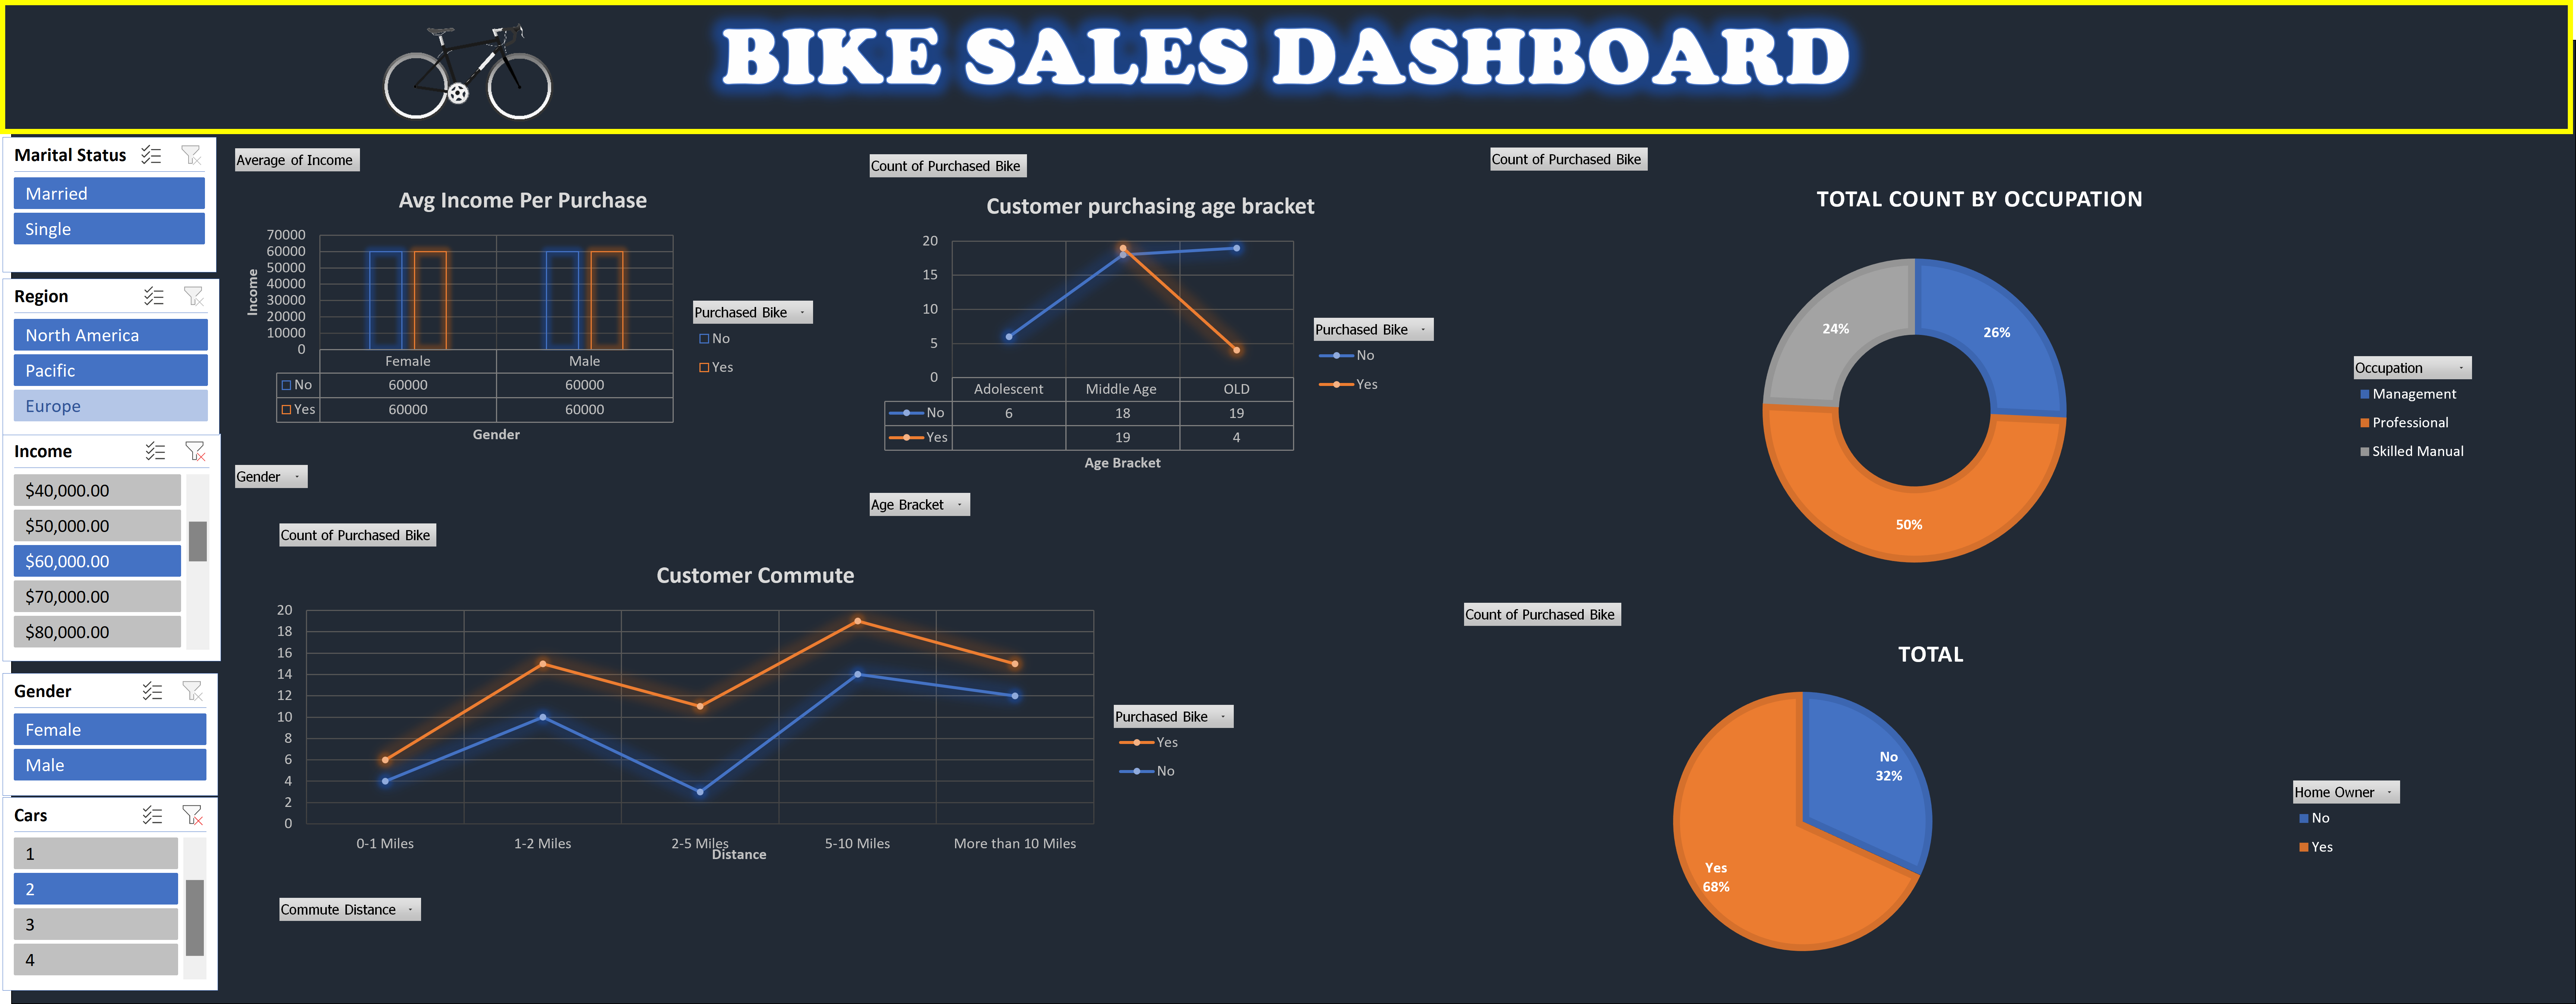 BIKE SALES DASHBOARD
Marital Status
Married
Single
Region
North America
Pacific
Europe
Income
$40,000.00
$50,000.00
$60,000.00
$70,000.00
$80,000.00
Gender
Female
Male
Cars
1
2
3
4
Average of Income
Avg Income Per Purchase
70000
60000
50000
40000
30000
20000
10000
0
Income
Female Male
No 60000 60000
Yes 60000 60000
Gender
Purchased Bike
No
Yes
Gender
Count of Purchased Bike
Customer purchasing age bracket
20
15
10
5
0
Adolescent Middle Age OLD
No 6 18 19
Yes 19 4
Age Bracket
Purchased Bike
No
Yes
Age Bracket
Count of Purchased Bike
TOTAL COUNT BY OCCUPATION
24%
26%
50%
Occupation
Management
Professional
Skilled Manual
Count of Purchased Bike
Customer Commute
20
18
16
14
12
10
8
6
4
2
0
0-1 Miles 1-2 Miles 2-5 Miles 5-10 Miles More than 10 Miles
Distance
Purchased Bike
Yes
No
Commute Distance
Count of Purchased Bike
TOTAL
No
32%
Yes
68%
Home Owner
No
Yes